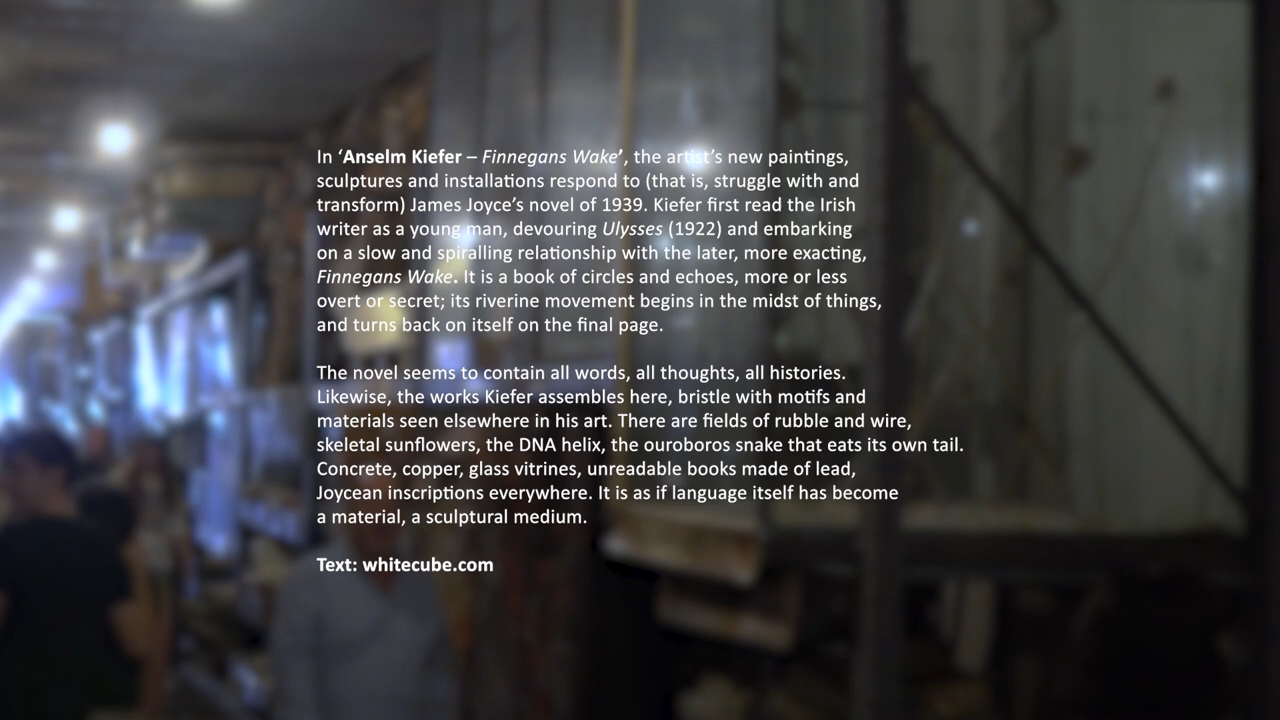 In ‘Anselm Kiefer – Finnegans Wake’, the artist’s new paintings,
sculptures and installations respond to (that is, struggle with and
transform) James Joyce’s novel of 1939. Kiefer first read the Irish
writer as a young man, devouring Ulysses (1922) and embarking
on a slow and spiralling relationship with the later, more exacting,
Finnegans Wake. It is a book of circles and echoes, more or less
overt or secret; its riverine movement begins in the midst of things,
and turns back on itself on the final page.
The novel seems to contain all words, all thoughts, all histories.
Likewise, the works Kiefer assembles here, bristle with motifs and
materials seen elsewhere in his art. There are fields of rubble and wire,
skeletal sunflowers, the DNA helix, the ouroboros snake that eats its own tail.
Concrete, copper, glass vitrines, unreadable books made of lead,
Joycean inscriptions everywhere. It is as if language itself has become
a material, a sculptural medium.
Text: whitecube.com